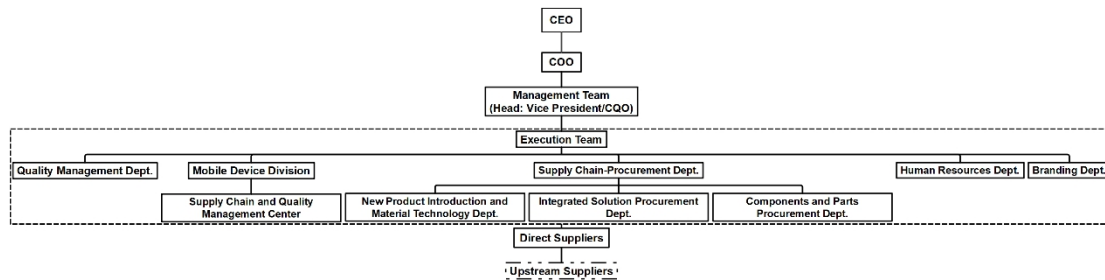 CEO
COO
Management Team
(Head: Vice President/CQO)
Execution Team
Quality Management Dept.
Mobile Device Division
Supply Chain-Procurement Dept.
Human Resources Dept.
Branding Dept.
Supply Chain and Quality
Management Center
New Product Introduction and
Material Technology Dept.
Integrated Solution Procurement
Dept.
Components and Parts
Procurement Dept.
Direct Suppliers
Upstream Suppliers